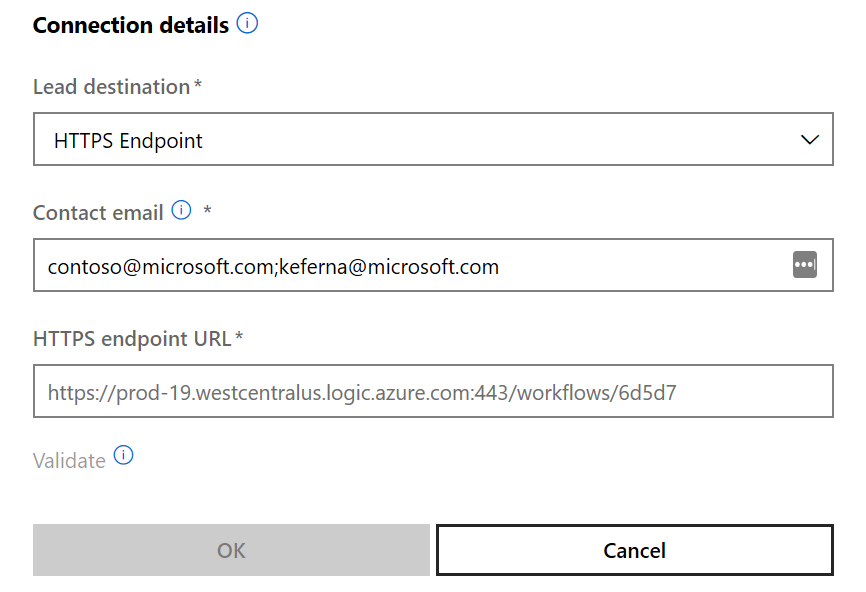 Connection details
Lead destination*
HTTPS Endpoint
Contact email *
contoso@microsoft.com;keferna@microsoft.com
HTTPS endpoint URL*
https://prod-19.westcentralus.logic.azure.com:443/workflows/6d5d7
Validate
OK Cancel